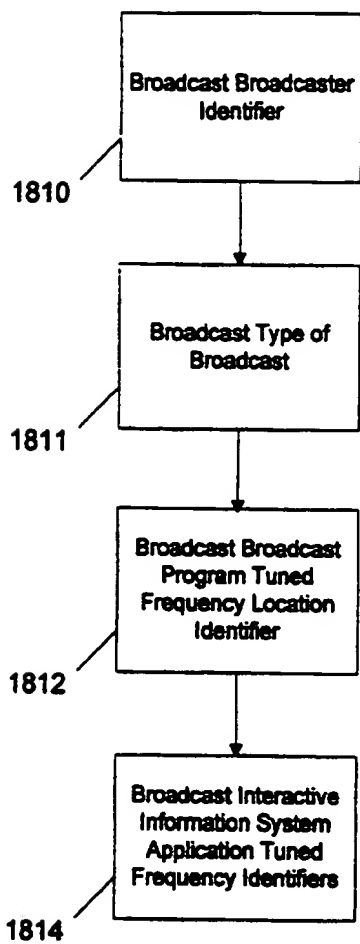 Broadcast Broadcaster
Identifier
1810
Broadcast Type of
Broadcast
1811
Broadcast Broadcast
Program Tuned
Frequency Location
Identifier
1812
Broadcast Interactive
Information System
Application Tuned
Frequency Identifiers
1814